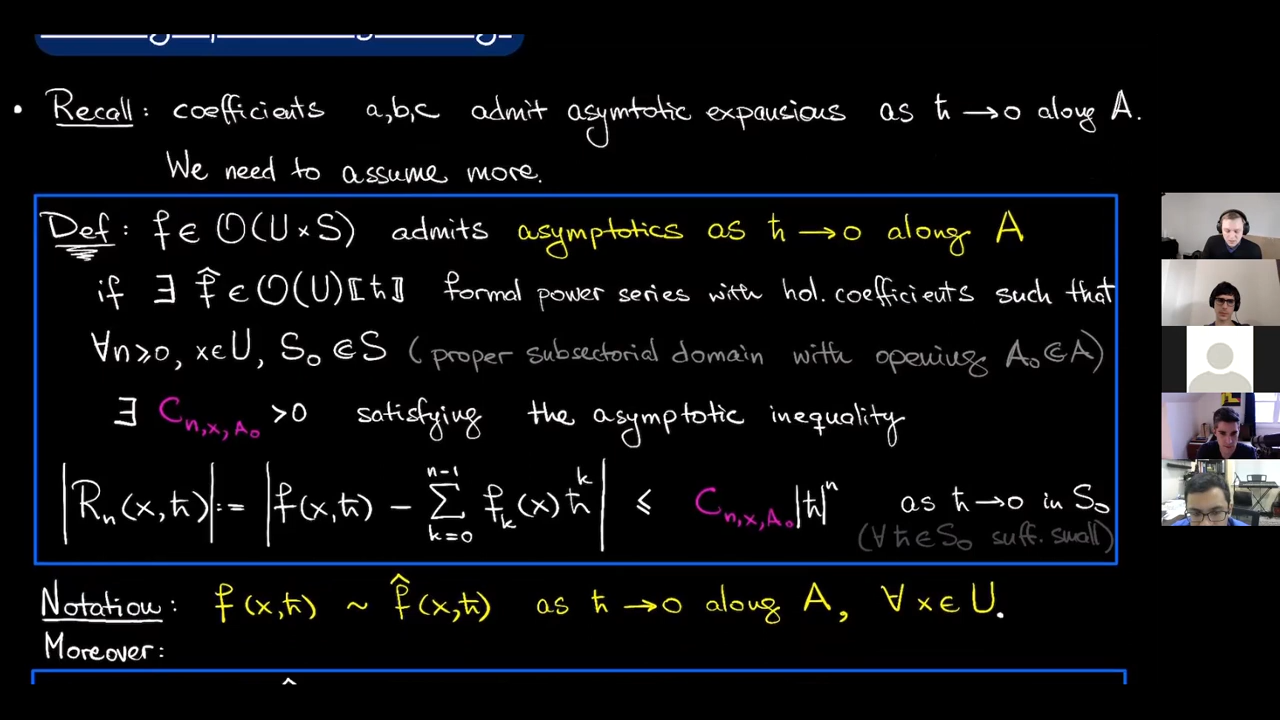 • Recall: coefficients a,b,c admit asymtotic expansions as ħ → 0 along A.
We need to assume more.
Def: f ∈ O(U×S) admits asymptotics as ħ → 0 along A
if ∃ f̂ ∈ O(U)⟦ħ⟧ formal power series with hol. coefficients such that
∀n≥0, x∈U, S₀ ⋐ S (proper subsectorial domain with opening A₀ ⋐ A)
∃ C_{n,x,A₀} >0 satisfying the asymptotic inequality
|R_n(x,ħ)| := |f(x,ħ) − ∑_{k=0}^{n-1} f_k(x) ħ^k| ≤ C_{n,x,A₀} |ħ|^n as ħ → 0 in S₀
(∀ ħ ∈ S₀ suff. small)
Notation: f(x,ħ) ~ f̂(x,ħ) as ħ → 0 along A, ∀ x ∈ U.
Moreover: